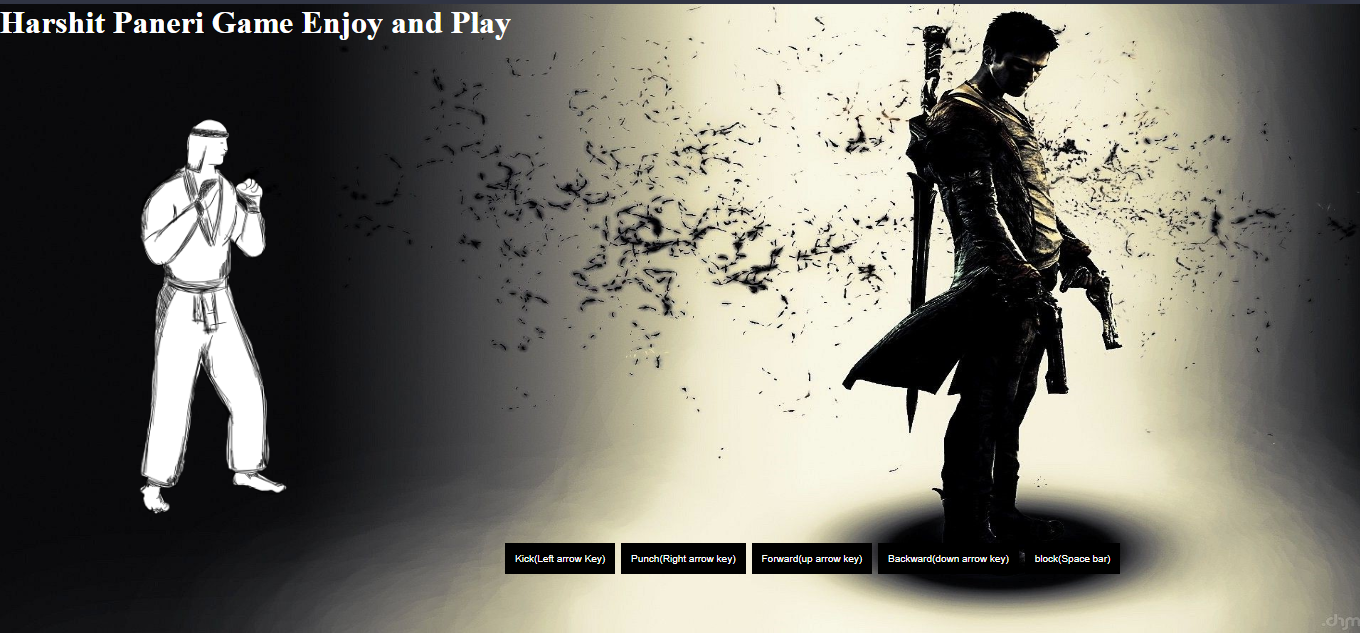 Harshit Paneri Game Enjoy and Play
Kick(Left arrow Key) Punch(Right arrow key) Forward(up arrow key) Backward(down arrow key) block(Space bar)